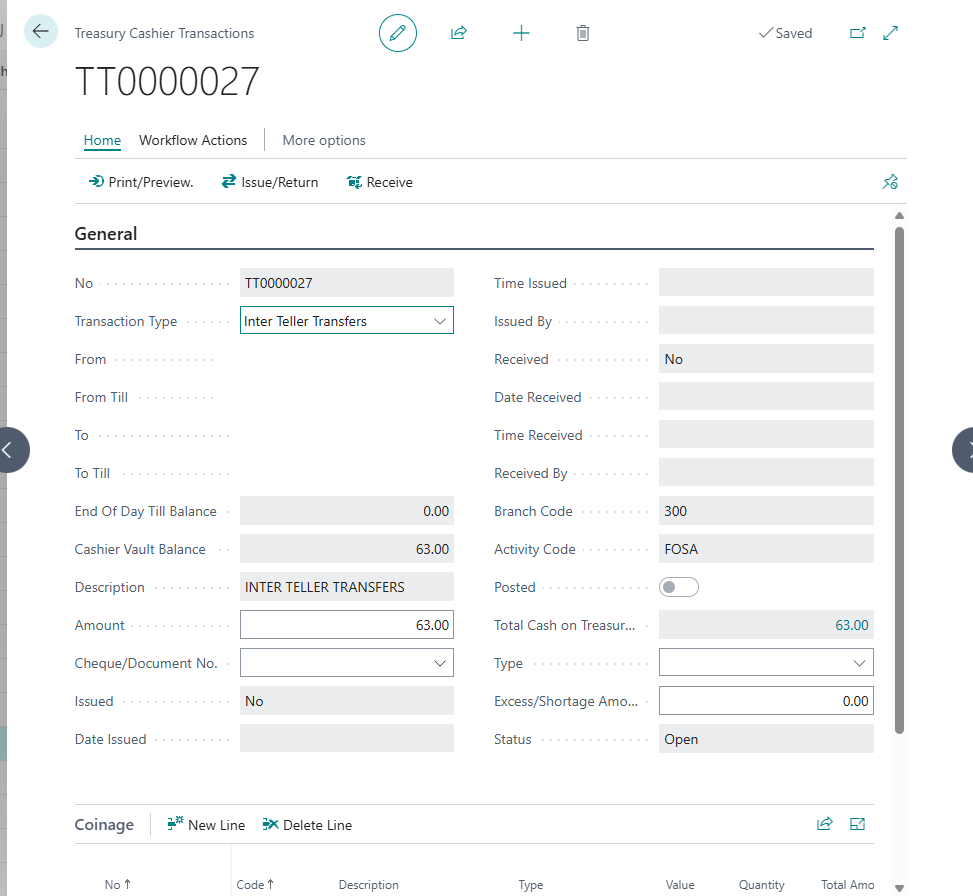 Treasury Cashier Transactions
Saved
TT0000027
Home Workflow Actions More options
Print/Preview. Issue/Return Receive
General
No TT0000027
Transaction Type Inter Teller Transfers
From
From Till
To
To Till
End Of Day Till Balance 0.00
Cashier Vault Balance 63.00
Description INTER TELLER TRANSFERS
Amount 63.00
Cheque/Document No.
Issued No
Date Issued
Time Issued
Issued By
Received No
Date Received
Time Received
Received By
Branch Code 300
Activity Code FOSA
Posted
Total Cash on Treasur... 63.00
Type
Excess/Shortage Amo... 0.00
Status Open
Coinage New Line Delete Line
No ↑ Code ↑ Description Type Value Quantity Total Amo